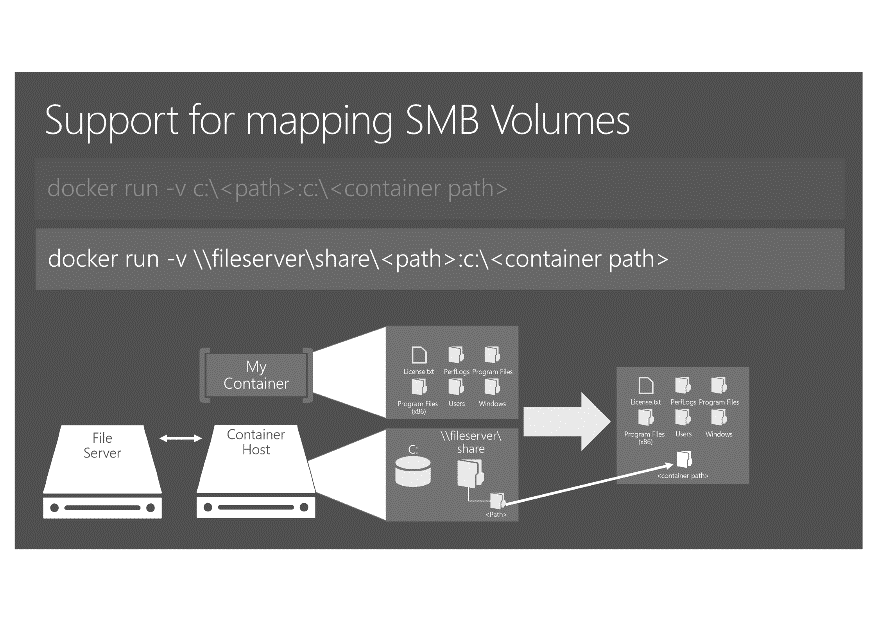 Support for mapping SMB Volumes
docker run -v c:\<path>:c:\<container path>
docker run -v \\fileserver\share\<path>:c:\<container path>
My
Container
License.txt PerfLogs Program Files
Program Files
(x86)
Users Windows
File
Server
Container
Host
C:
\\fileserver\
share
<Path>
License.txt PerfLogs Program Files
Program Files
(x86)
Users Windows
<container path>